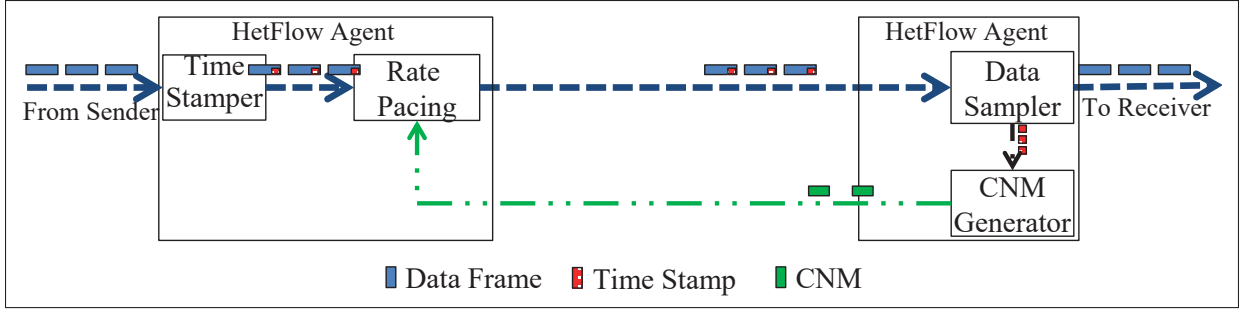 HetFlow Agent
HetFlow Agent
Time
Stamper
Rate
Pacing
Data
Sampler
From Sender
To Receiver
CNM
Generator
Data Frame
Time Stamp
CNM